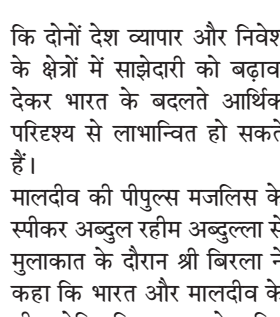 कि दोनों देश व्यापार और निवेश
के क्षेत्रों में साझेदारी को बढ़ाव
देकर भारत के बदलते आर्थिक
परिदृश्य से लाभान्वित हो सकते
हैं।
मालदीव की पीपुल्स मजलिस के
स्पीकर अब्दुल रहीम अब्दुल्ला से
मुलाकात के दौरान श्री बिरला ने
कहा कि भारत और मालदीव के